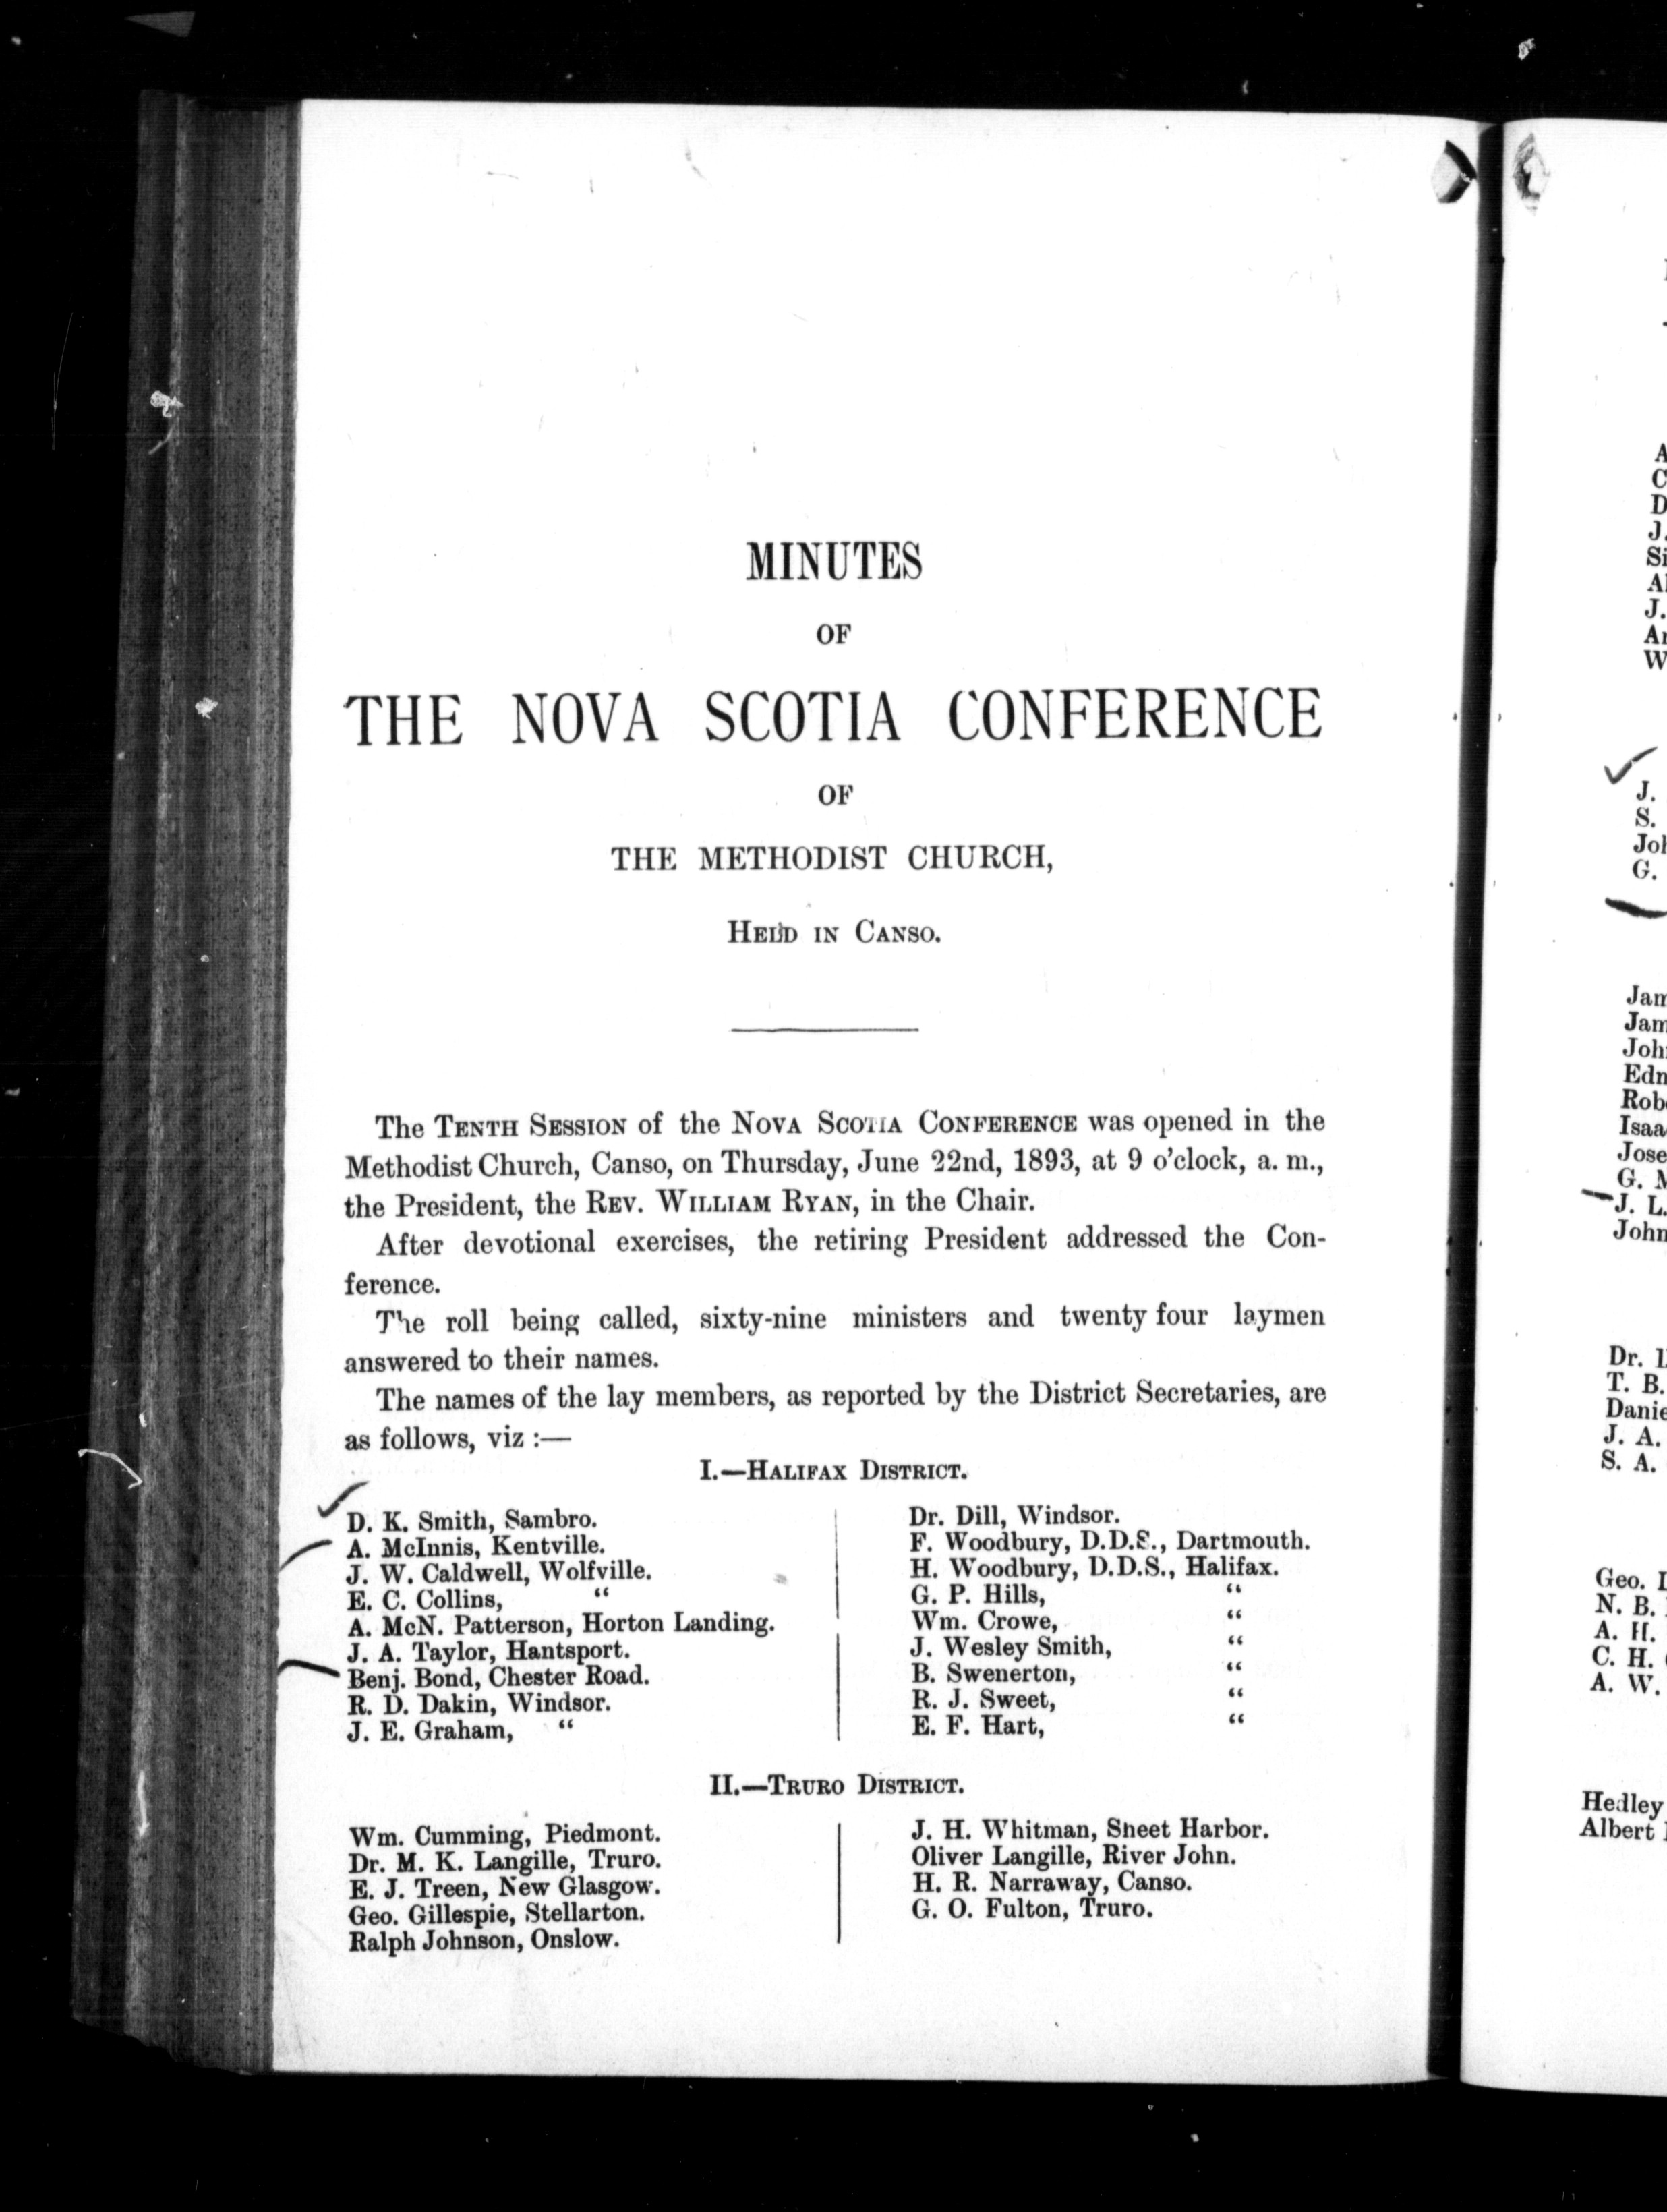 MINUTES
OF
THE NOVA SCOTIA CONFERENCE
OF
THE METHODIST CHURCH,
HELD IN CANSO.
The TENTH SESSION of the NOVA SCOTIA CONFERENCE was opened in the
Methodist Church, Canso, on Thursday, June 22nd, 1893, at 9 o'clock, a. m.,
the President, the REV. WILLIAM RYAN, in the Chair.
After devotional exercises, the retiring President addressed the Con-
ference.
The roll being called, sixty-nine ministers and twenty four laymen
answered to their names.
The names of the lay members, as reported by the District Secretaries, are
as follows, viz :—
I.—HALIFAX DISTRICT.
D. K. Smith, Sambro.
A. McInnis, Kentville.
J. W. Caldwell, Wolfville.
E. C. Collins, “
A. McN. Patterson, Horton Landing.
J. A. Taylor, Hantsport.
Benj. Bond, Chester Road.
R. D. Dakin, Windsor.
J. E. Graham, “
Dr. Dill, Windsor.
F. Woodbury, D.D.S., Dartmouth.
H. Woodbury, D.D.S., Halifax.
G. P. Hills, “
Wm. Crowe, “
J. Wesley Smith, “
B. Swenerton, “
R. J. Sweet, “
E. F. Hart, “
II.—TRURO DISTRICT.
Wm. Cumming, Piedmont.
Dr. M. K. Langille, Truro.
E. J. Treen, New Glasgow.
Geo. Gillespie, Stellarton.
Ralph Johnson, Onslow.
J. H. Whitman, Sheet Harbor.
Oliver Langille, River John.
H. R. Narraway, Canso.
G. O. Fulton, Truro.
J.
S.
G.
J. L.
John
Dr.
T. B.
J. A.
S. A.
Geo.
N. B.
A. H.
C. H.
A. W.
Hedley
Albert